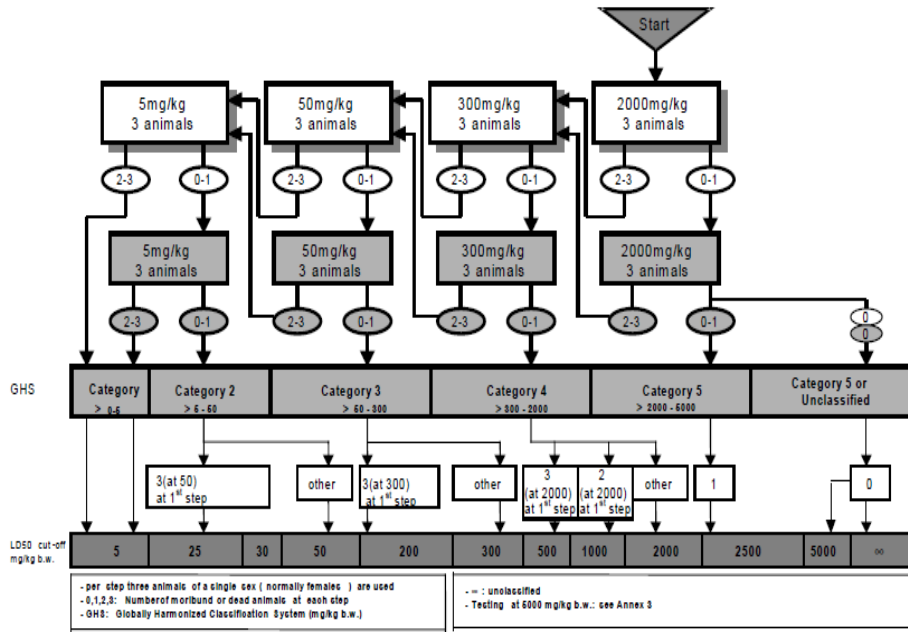 Start
5mg/kg
3 animals
50mg/kg
3 animals
300mg/kg
3 animals
2000mg/kg
3 animals
2-3
0-1
2-3
0-1
2-3
0-1
2-3
0-1
5mg/kg
3 animals
50mg/kg
3 animals
300mg/kg
3 animals
2000mg/kg
3 animals
2-3
0-1
2-3
0-1
2-3
0-1
2-3
0-1
0
0
GHS
Category
> 0-5
Category 2
> 5 - 50
Category 3
> 50 - 300
Category 4
> 300 - 2000
Category 5
> 2000 - 5000
Category 5 or
Unclassified
3(at 50)
at 1st step
other
3(at 300)
at 1st step
other
3
(at 2000)
at 1st step
2
(at 2000)
at 1st step
other
1
0
LD50 cut-off
mg/kg b.w.
5
25
30
50
200
300
500
1000
2000
2500
5000
∞
- per step three animals of a single sex ( normally females ) are used
- 0,1,2,3: Numberof moribund or dead animals at each step
- GHS: Globally Harmonized Classification System (mg/kg b.w.)
- ∞ : unclassified
- Testing at 5000 mg/kg b.w.: see Annex 3